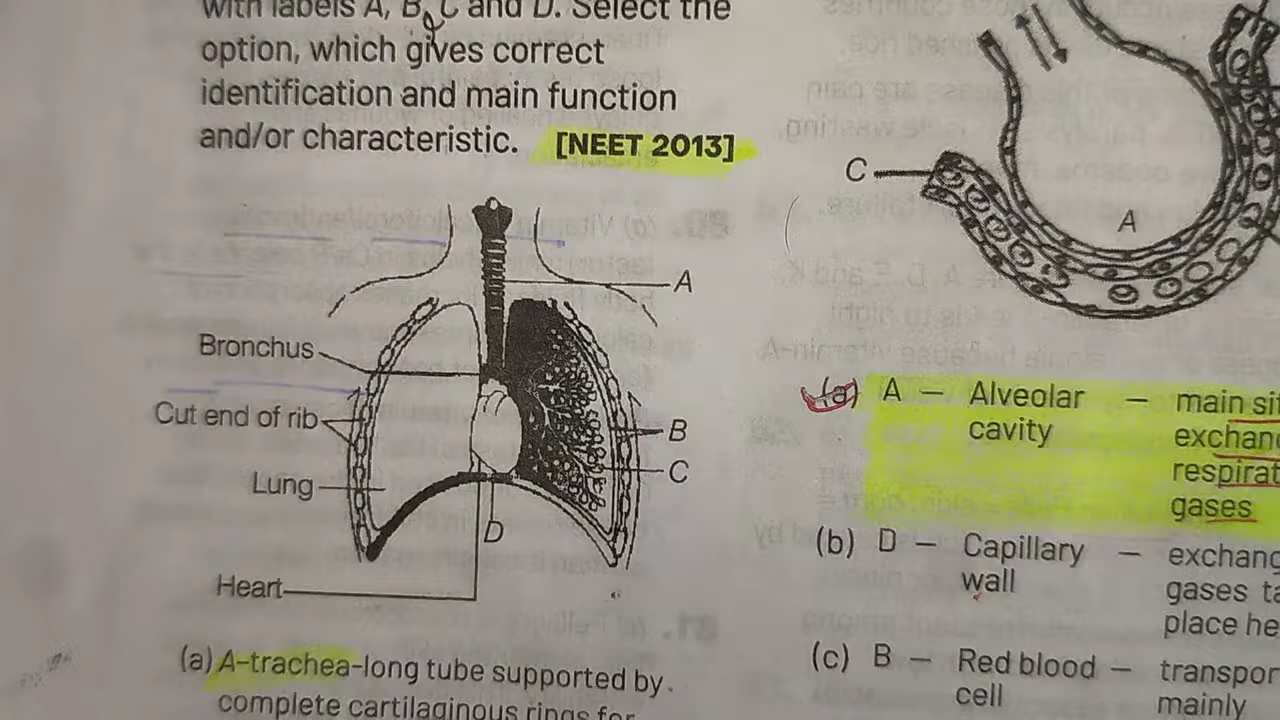 with labels A, B, C and D. Select the
option, which gives correct
identification and main function
and/or characteristic. [NEET 2013]
A
Bronchus
Cut end of rib
B
Lung
C
D
Heart
(a) A-trachea-long tube supported by
complete cartilaginous rings for
C
A
(a) A – Alveolar – main sit
cavity exchang
respirat
gases
(b) D – Capillary – exchang
wall gases ta
place he
(c) B – Red blood – transpor
cell mainly